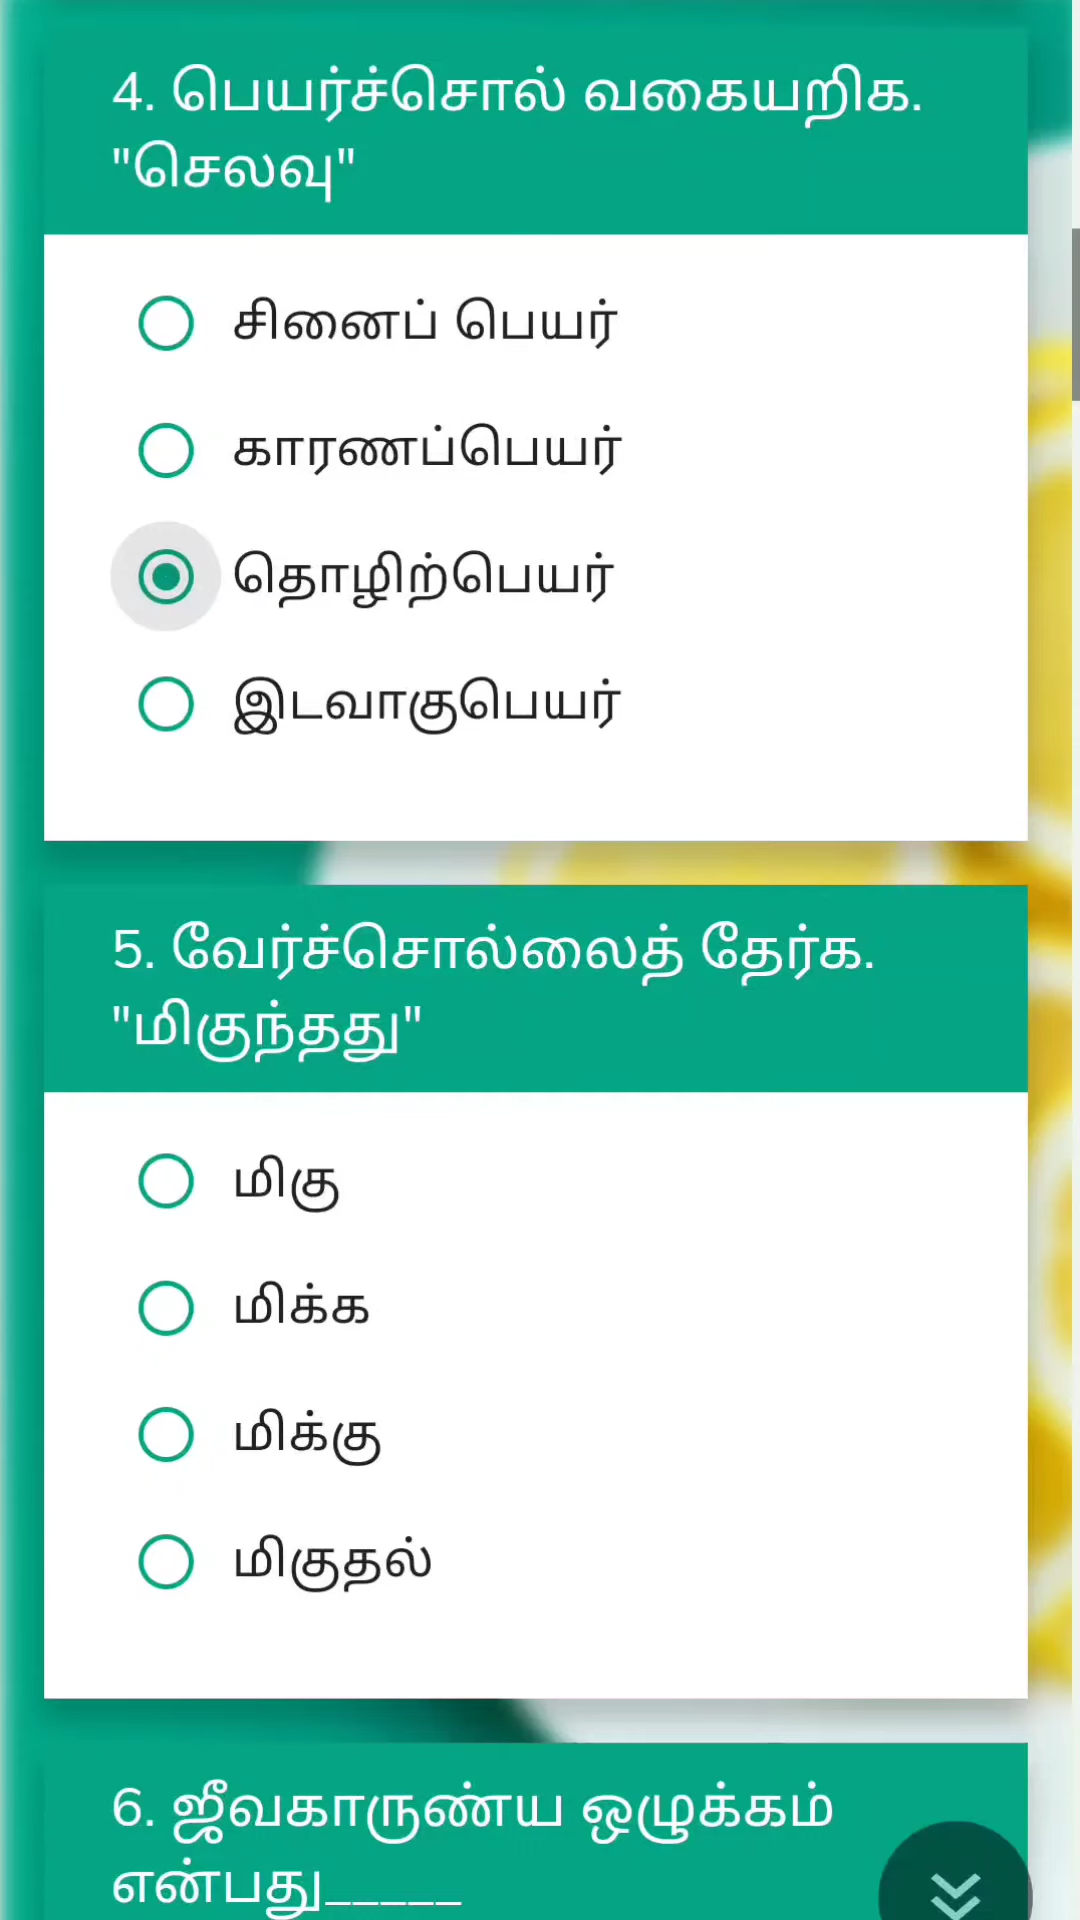 4. பெயர்ச்சொல் வகையறிக.
"செலவு"
சினைப் பெயர்
காரணப்பெயர்
தொழிற்பெயர்
இடவாகுபெயர்
5. வேர்ச்சொல்லைத் தேர்க.
"மிகுந்தது"
மிகு
மிக்க
மிக்கு
மிகுதல்
6. ஜீவகாருண்ய ஒழுக்கம்
என்பது_____